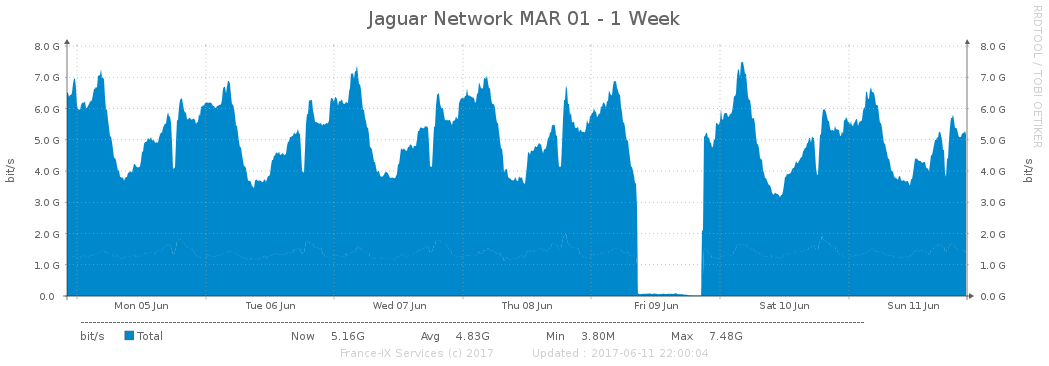 Jaguar Network MAR 01 - 1 Week
RRDTOOL / TOBI OETIKER
bit/s
8.0 G 8.0 G
7.0 G 7.0 G
6.0 G 6.0 G
5.0 G 5.0 G
4.0 G 4.0 G
3.0 G 3.0 G
2.0 G 2.0 G
1.0 G 1.0 G
0.0 0.0 G
bit/s
Mon 05 Jun Tue 06 Jun Wed 07 Jun Thu 08 Jun Fri 09 Jun Sat 10 Jun Sun 11 Jun
bit/s Total Now 5.16G Avg 4.83G Min 3.80M Max 7.48G
France-IX Services (c) 2017 Updated : 2017-06-11 22:00:04